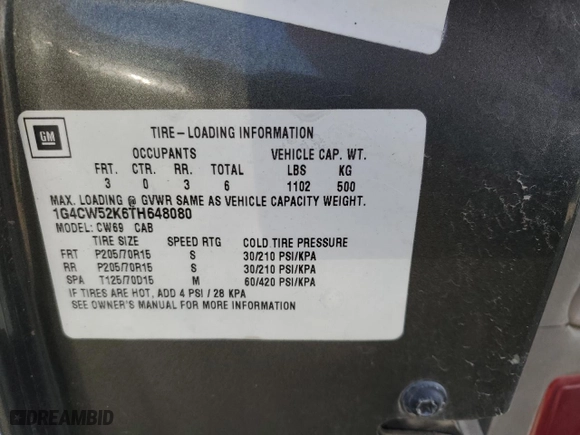 GM
TIRE-LOADING INFORMATION
OCCUPANTS VEHICLE CAP. WT.
FRT. CTR. RR. TOTAL LBS KG
3 0 3 6 1102 500
MAX. LOADING @ GVWR SAME AS VEHICLE CAPACITY WEIGHT.
1G4CW52K6TH648080
MODEL: CW69 CAB
TIRE SIZE SPEED RTG COLD TIRE PRESSURE
FRT P205/70R15 S 30/210 PSI/KPA
RR P205/70R15 S 30/210 PSI/KPA
SPA T125/70D15 M 60/420 PSI/KPA
IF TIRES ARE HOT, ADD 4 PSI / 28 KPA
SEE OWNER'S MANUAL FOR MORE INFORMATION
DREAMBID